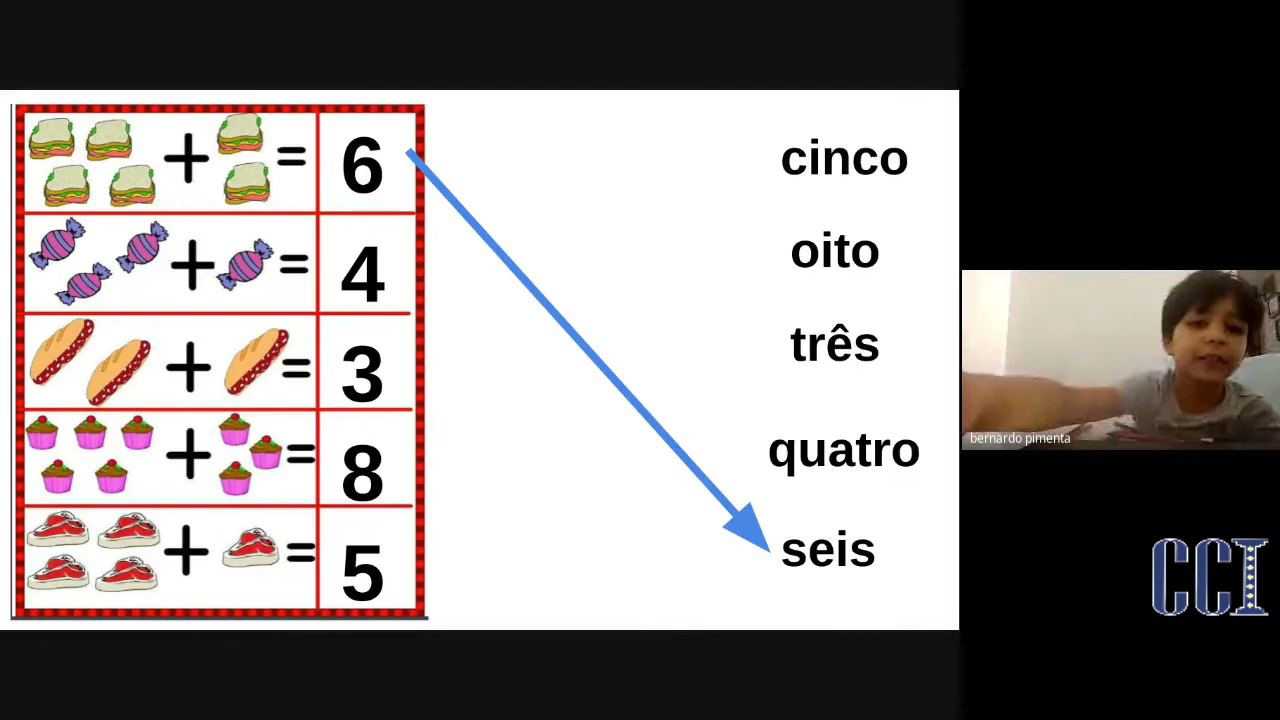 + = 6
+ = 4
+ = 3
+ = 8
+ = 5
cinco
oito
três
quatro
seis
bernardo pimenta
CCI